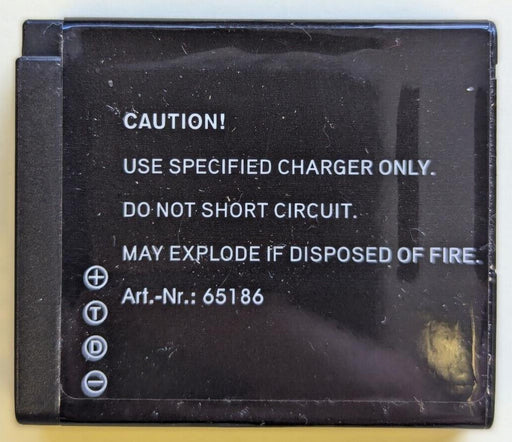 CAUTION!
USE SPECIFIED CHARGER ONLY.
DO NOT SHORT CIRCUIT.
MAY EXPLODE IF DISPOSED OF FIRE.
Art.-Nr.: 65186
+
T
D
−